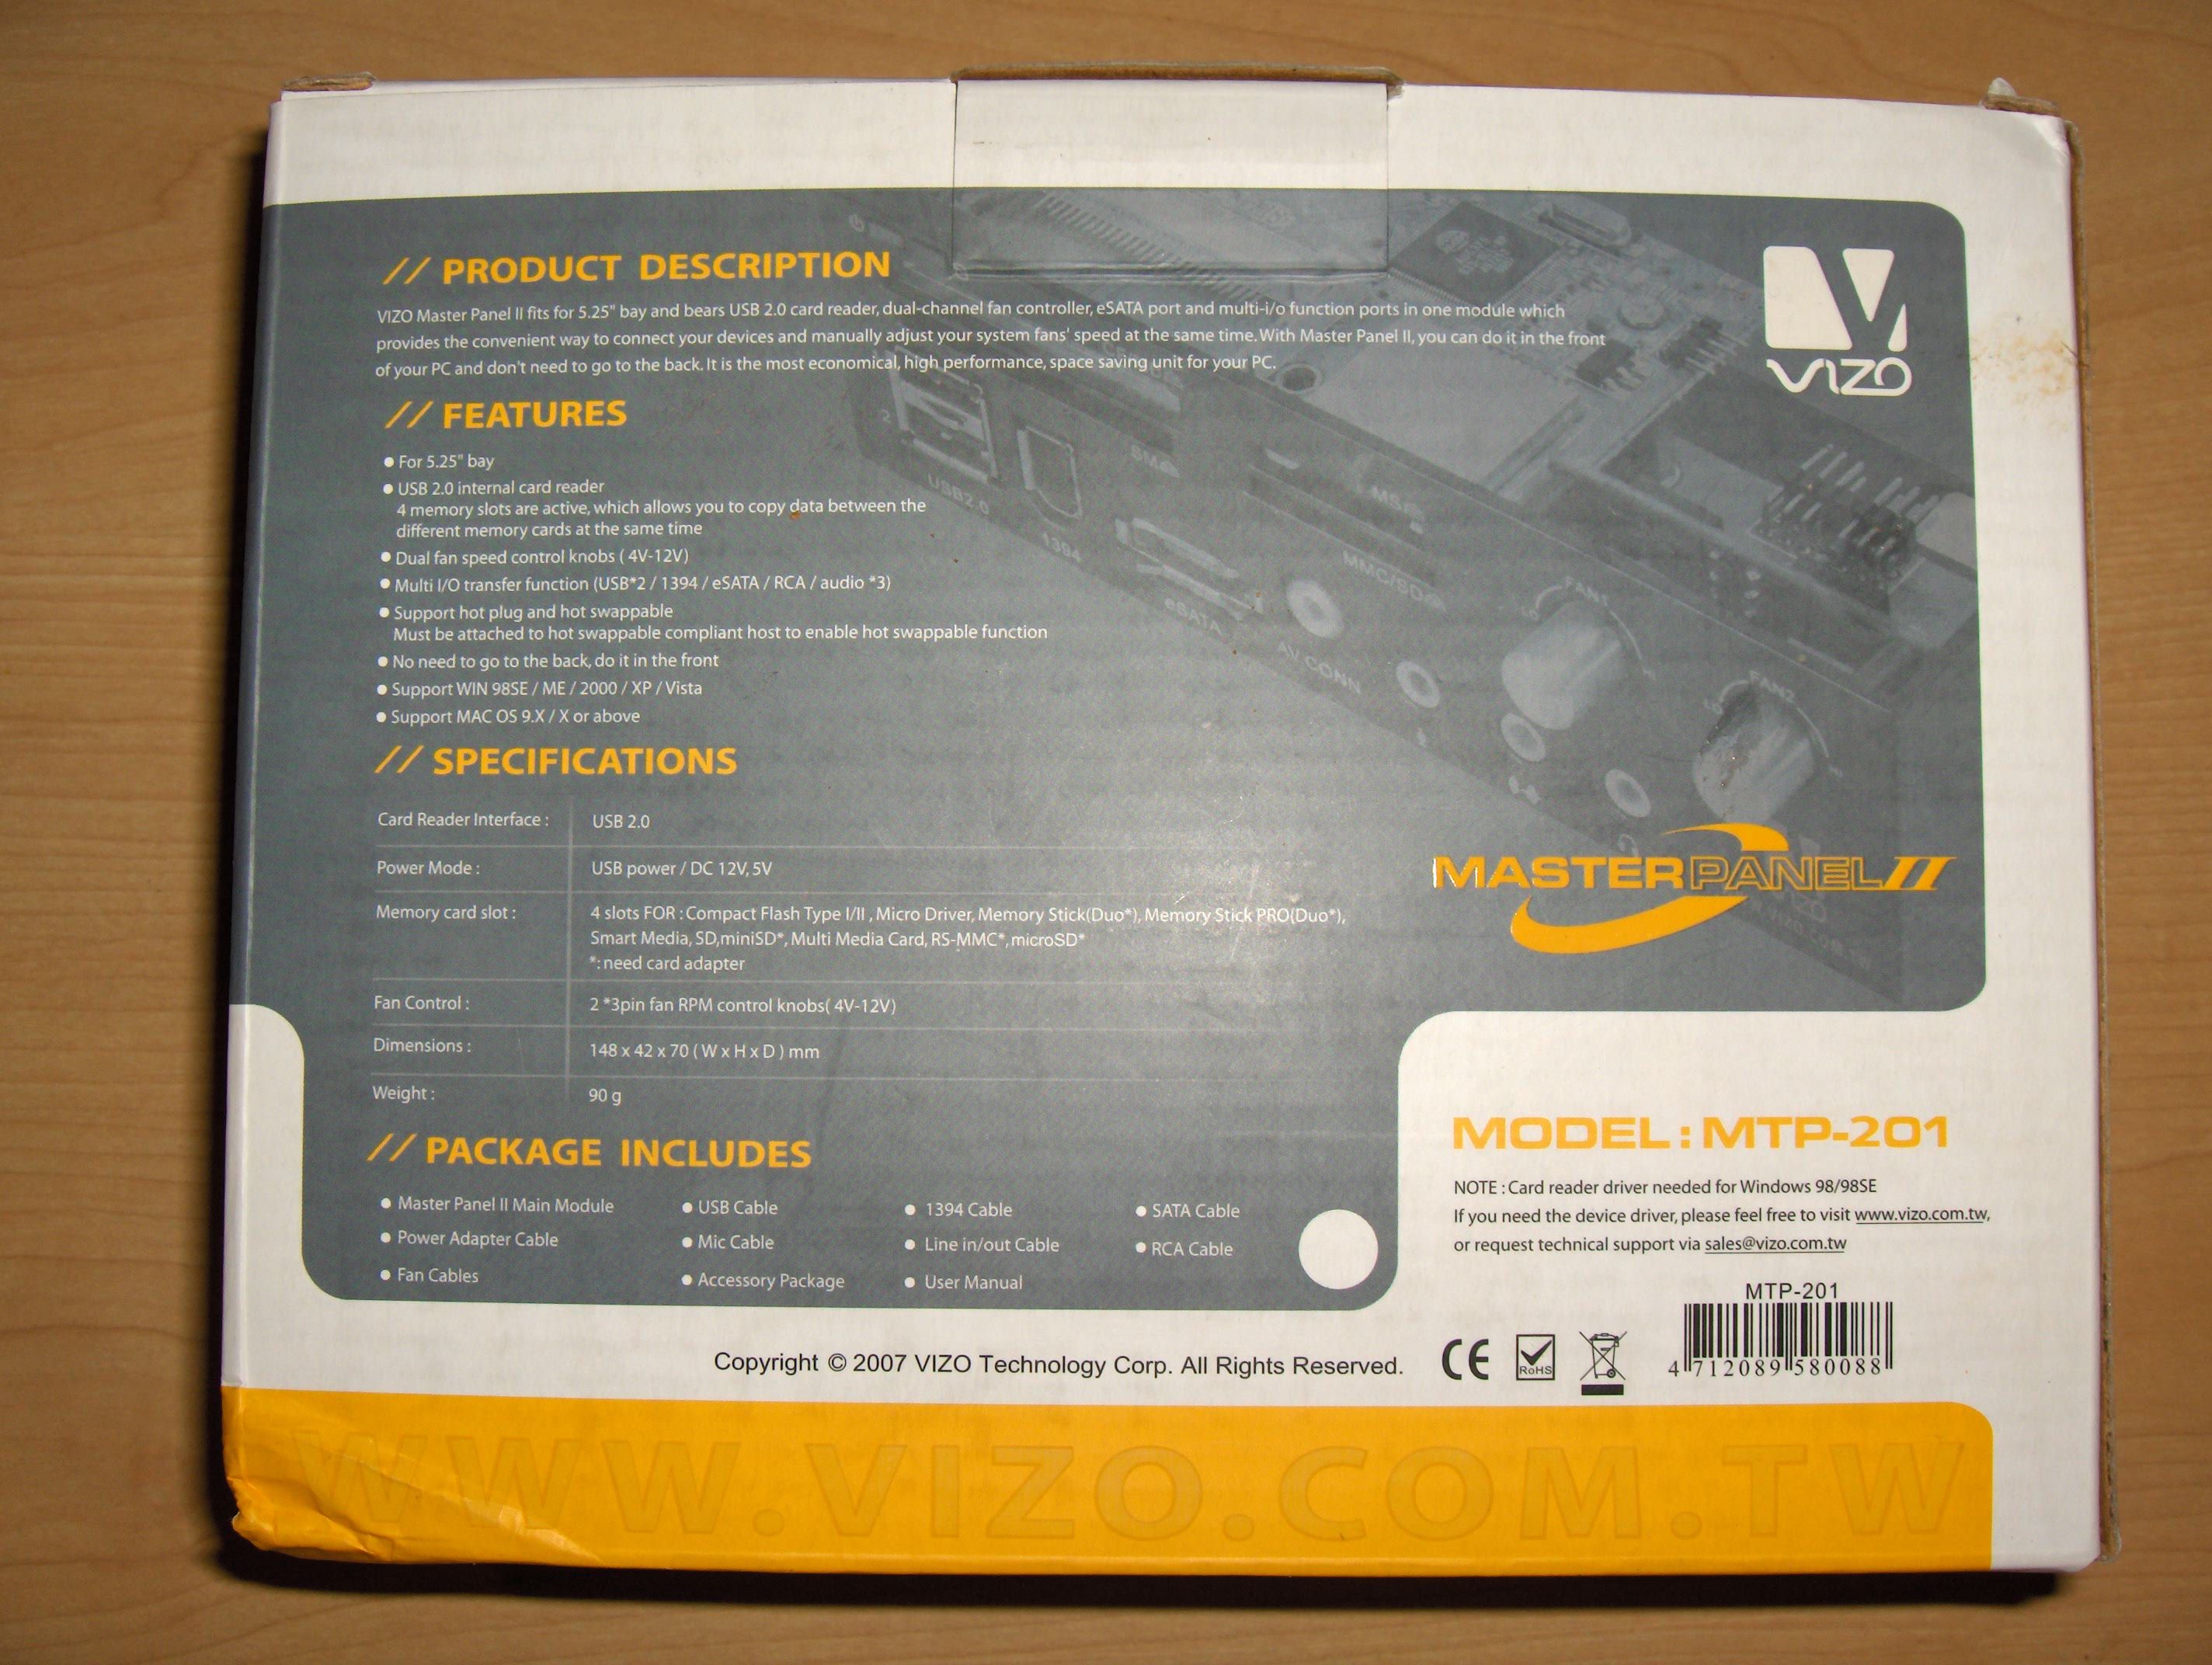 // PRODUCT DESCRIPTION
VIZO Master Panel II fits for 5.25" bay and bears USB 2.0 card reader, dual-channel fan controller, eSATA port and multi-i/o function ports in one module which
provides the convenient way to connect your devices and manually adjust your system fans' speed at the same time. With Master Panel II, you can do it in the front
of your PC and don't need to go to the back. It is the most economical, high performance, space saving unit for your PC.
VIZO
// FEATURES
● For 5.25" bay
● USB 2.0 internal card reader
4 memory slots are active, which allows you to copy data between the
different memory cards at the same time
● Dual fan speed control knobs ( 4V-12V)
● Multi I/O transfer function (USB*2 / 1394 / eSATA / RCA / audio *3)
● Support hot plug and hot swappable
Must be attached to hot swappable compliant host to enable hot swappable function
● No need to go to the back, do it in the front
● Support WIN 98SE / ME / 2000 / XP / Vista
● Support MAC OS 9.X / X or above
2
USB2.0
1394
eSATA
AV CONN
SM
MS
MMC/SD
FAN1
LO
HI
FAN2
LO
HI
// SPECIFICATIONS
Card Reader Interface : USB 2.0
Power Mode : USB power / DC 12V, 5V
Memory card slot : 4 slots FOR : Compact Flash Type I/II , Micro Driver, Memory Stick(Duo*), Memory Stick PRO(Duo*),
Smart Media, SD,miniSD*, Multi Media Card, RS-MMC*, microSD*
*: need card adapter
Fan Control : 2 *3pin fan RPM control knobs( 4V-12V)
Dimensions : 148 x 42 x 70 ( W x H x D ) mm
Weight : 90 g
MASTERPANEL II
// PACKAGE INCLUDES
● Master Panel II Main Module ● USB Cable ● 1394 Cable ● SATA Cable
● Power Adapter Cable ● Mic Cable ● Line in/out Cable ● RCA Cable
● Fan Cables ● Accessory Package ● User Manual
MODEL : MTP-201
NOTE : Card reader driver needed for Windows 98/98SE
If you need the device driver, please feel free to visit www.vizo.com.tw,
or request technical support via sales@vizo.com.tw
MTP-201
4 712089 580088
Copyright © 2007 VIZO Technology Corp. All Rights Reserved.
CE
RoHS
WWW.VIZO.COM.TW